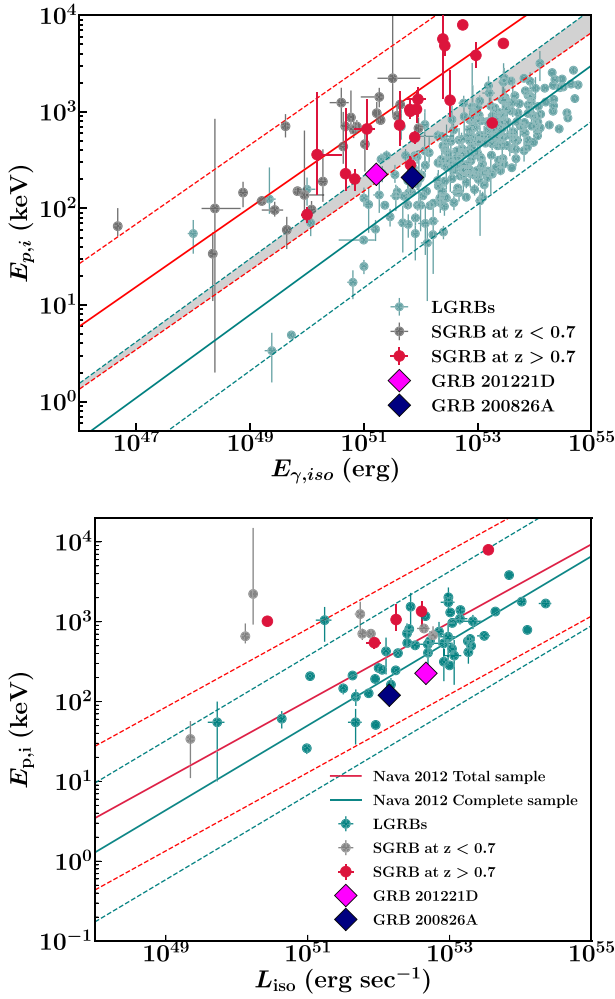 10^4
10^3
10^2
10^1
10^0
E_{p,i} (keV)
LGRBs
SGRB at z < 0.7
SGRB at z > 0.7
GRB 201221D
GRB 200826A
10^47 10^49 10^51 10^53 10^55
E_{γ,iso} (erg)
10^4
10^3
10^2
10^1
10^0
10^−1
E_{p,i} (keV)
Nava 2012 Total sample
Nava 2012 Complete sample
LGRBs
SGRB at z < 0.7
SGRB at z > 0.7
GRB 201221D
GRB 200826A
10^49 10^51 10^53 10^55
L_{iso} (erg sec^−1)